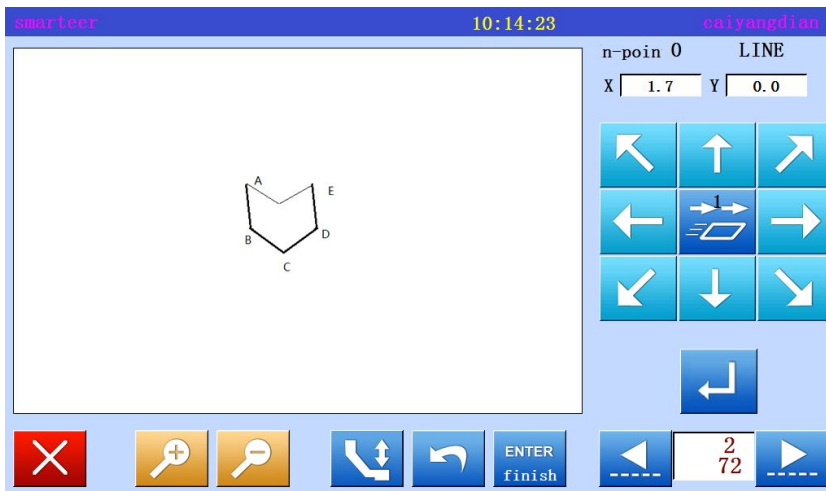 smarteer 10:14:23 caiyangdian
n-poin 0 LINE
X 1.7 Y 0.0
A
E
B
D
C
1
ENTER
finish
2
72